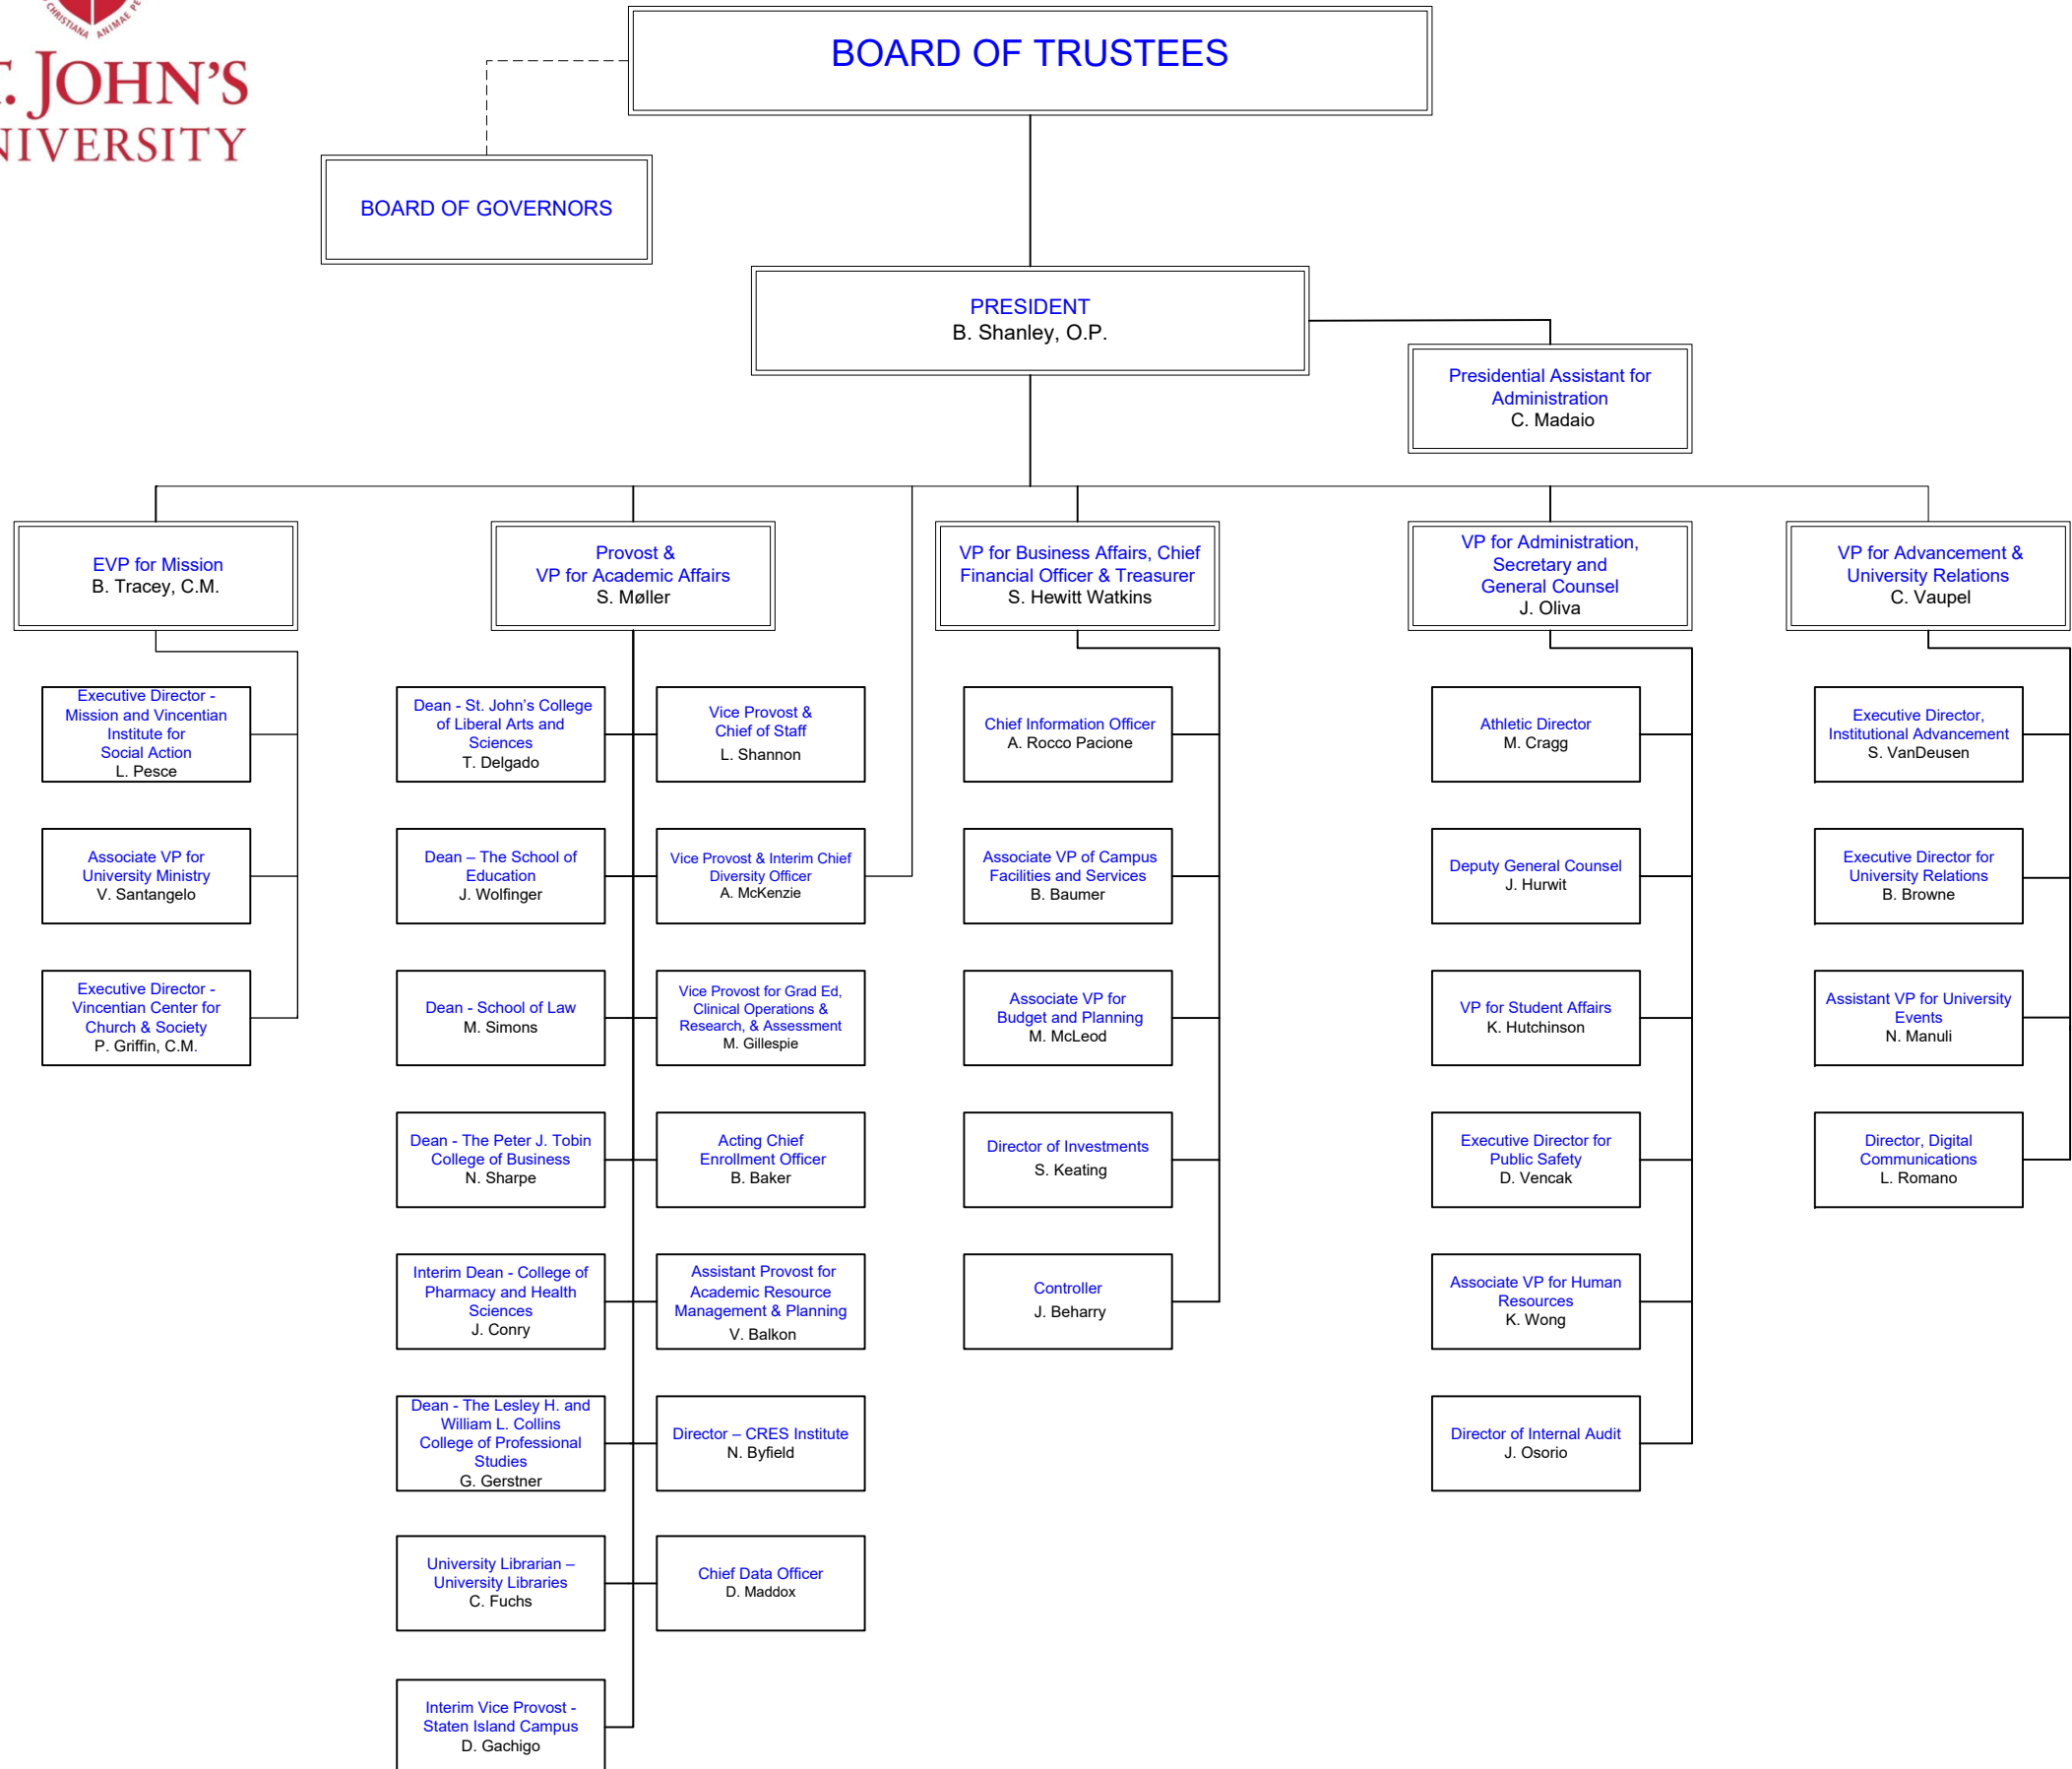 CHRISTIANA ANIMAE
JOHN'S
BOARD OF TRUSTEES
BOARD OF GOVERNORS
PRESIDENT
B. Shanley, O.P.
Presidential Assistant for
Administration
C. Madaio
EVP for Mission
B. Tracey, C.M.
Provost &
VP for Academic Affairs
S. Møller
VP for Business Affairs, Chief
Financial Officer & Treasurer
S. Hewitt Watkins
VP for Administration,
Secretary and
General Counsel
J. Oliva
VP for Advancement &
University Relations
C. Vaupel
Executive Director -
Mission and Vincentian
Institute for
Social Action
L. Pesce
Associate VP for
University Ministry
V. Santangelo
Executive Director -
Vincentian Center for
Church & Society
P. Griffin, C.M.
Dean - St. John's College
of Liberal Arts and
Sciences
T. Delgado
Vice Provost &
Chief of Staff
L. Shannon
Dean – The School of
Education
J. Wolfinger
Vice Provost & Interim Chief
Diversity Officer
A. McKenzie
Dean - School of Law
M. Simons
Vice Provost for Grad Ed,
Clinical Operations &
Research, & Assessment
M. Gillespie
Dean - The Peter J. Tobin
College of Business
N. Sharpe
Acting Chief
Enrollment Officer
B. Baker
Interim Dean - College of
Pharmacy and Health
Sciences
J. Conry
Assistant Provost for
Academic Resource
Management & Planning
V. Balkon
Dean - The Lesley H. and
William L. Collins
College of Professional
Studies
G. Gerstner
Director – CRES Institute
N. Byfield
University Librarian –
University Libraries
C. Fuchs
Chief Data Officer
D. Maddox
Interim Vice Provost -
Staten Island Campus
D. Gachigo
Chief Information Officer
A. Rocco Pacione
Associate VP of Campus
Facilities and Services
B. Baumer
Associate VP for
Budget and Planning
M. McLeod
Director of Investments
S. Keating
Controller
J. Beharry
Athletic Director
M. Cragg
Deputy General Counsel
J. Hurwit
VP for Student Affairs
K. Hutchinson
Executive Director for
Public Safety
D. Vencak
Associate VP for Human
Resources
K. Wong
Director of Internal Audit
J. Osorio
Executive Director,
Institutional Advancement
S. VanDeusen
Executive Director for
University Relations
B. Browne
Assistant VP for University
Events
N. Manuli
Director, Digital
Communications
L. Romano